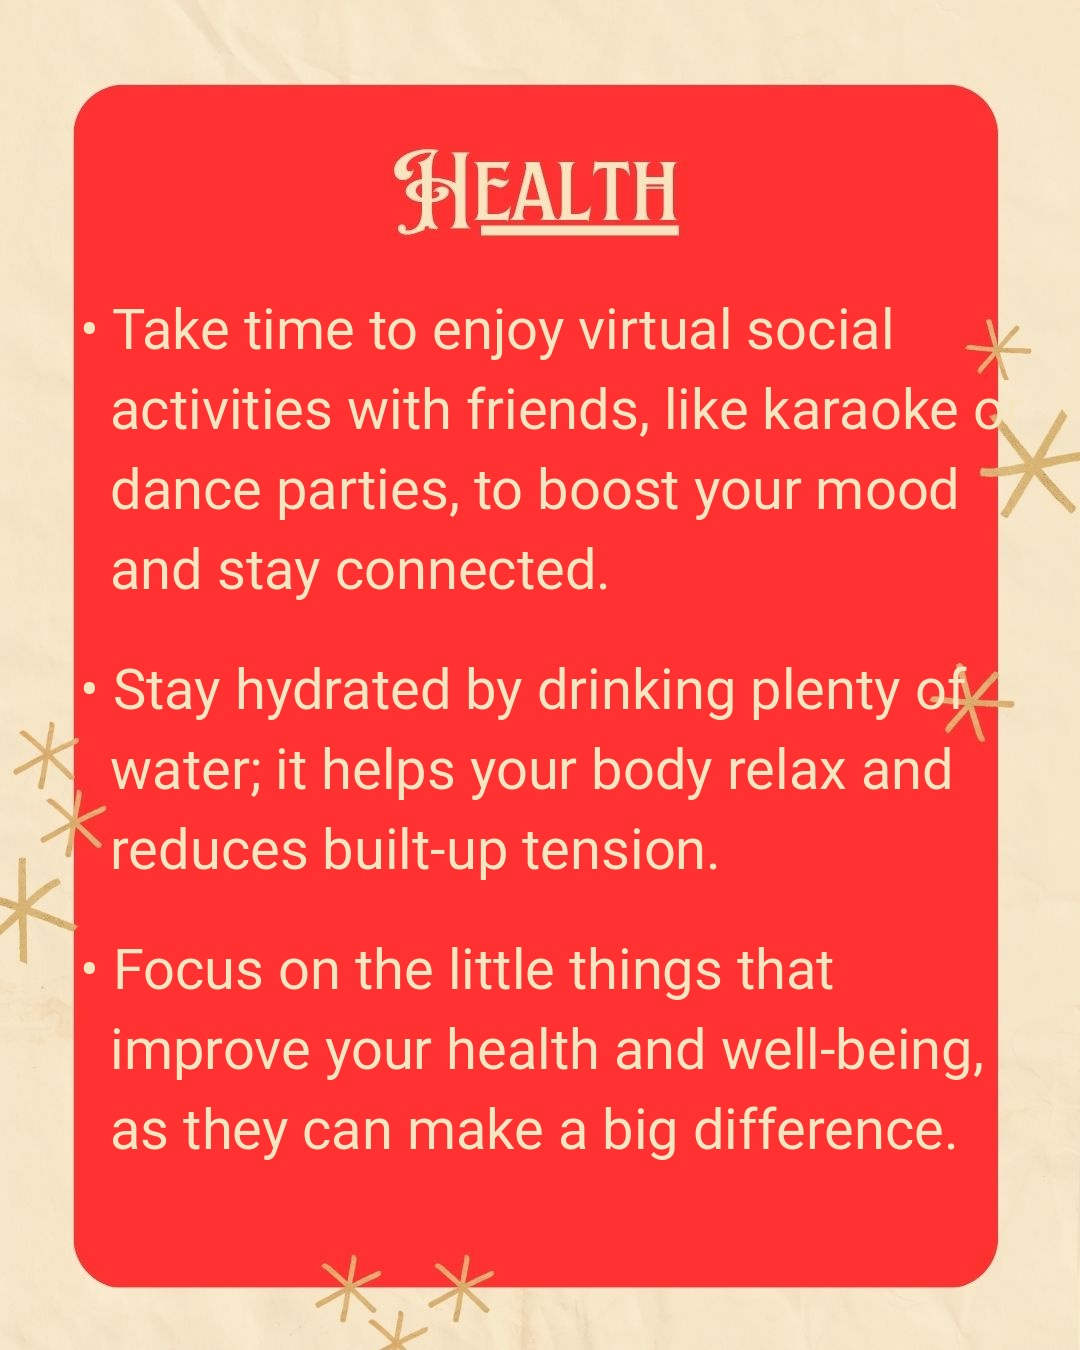 Health
• Take time to enjoy virtual social
activities with friends, like karaoke
dance parties, to boost your mood
and stay connected.
• Stay hydrated by drinking plenty of
water; it helps your body relax and
reduces built-up tension.
• Focus on the little things that
improve your health and well-being,
as they can make a big difference.